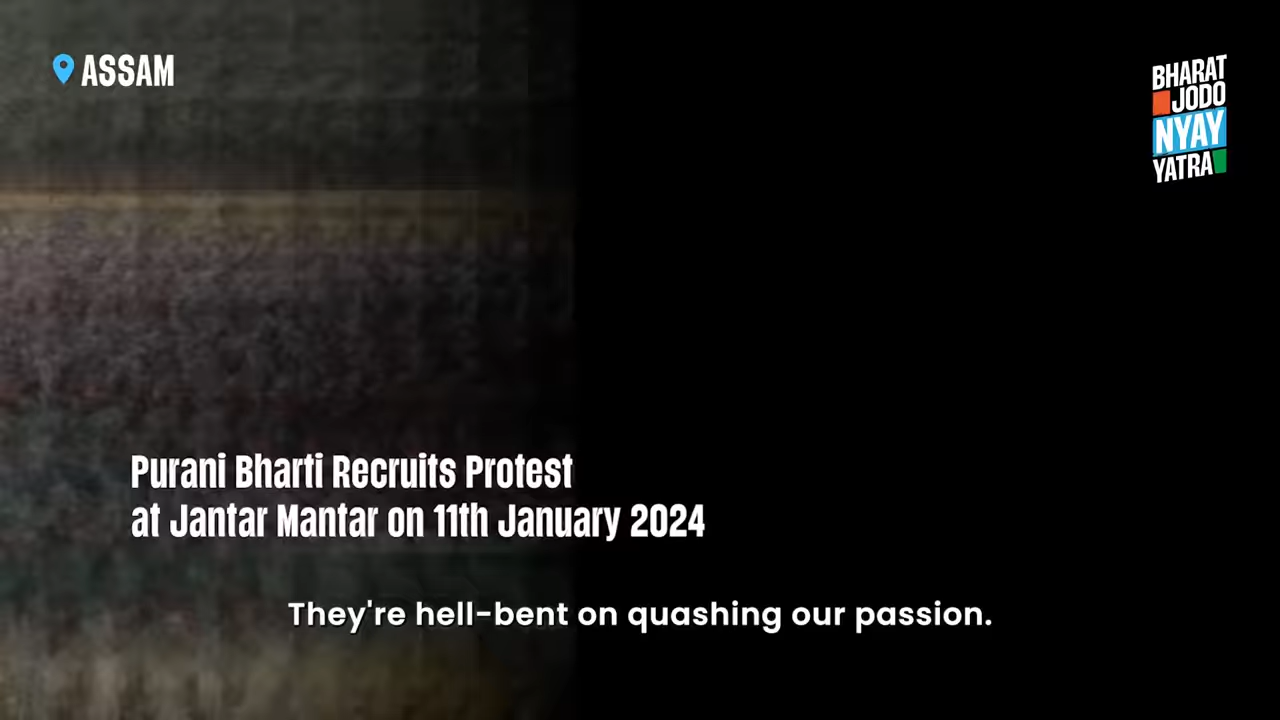 ASSAM
BHARAT
JODO
NYAY
YATRA
Purani Bharti Recruits Protest
at Jantar Mantar on 11th January 2024
They're hell-bent on quashing our passion.